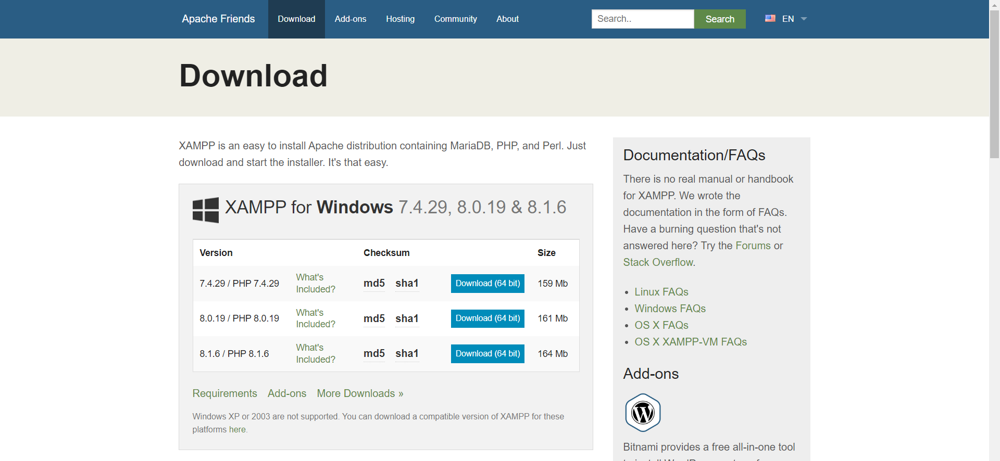 Apache Friends
Download
Add-ons
Hosting
Community
About
Search..
Search
EN
Download
XAMPP is an easy to install Apache distribution containing MariaDB, PHP, and Perl. Just
download and start the installer. It's that easy.
XAMPP for Windows 7.4.29, 8.0.19 & 8.1.6
Version Checksum Size
7.4.29 / PHP 7.4.29 What's
Included? md5 sha1 Download (64 bit) 159 Mb
8.0.19 / PHP 8.0.19 What's
Included? md5 sha1 Download (64 bit) 161 Mb
8.1.6 / PHP 8.1.6 What's
Included? md5 sha1 Download (64 bit) 164 Mb
Requirements Add-ons More Downloads »
Windows XP or 2003 are not supported. You can download a compatible version of XAMPP for these
platforms here.
Documentation/FAQs
There is no real manual or handbook
for XAMPP. We wrote the
documentation in the form of FAQs.
Have a burning question that's not
answered here? Try the Forums or
Stack Overflow.
• Linux FAQs
• Windows FAQs
• OS X FAQs
• OS X XAMPP-VM FAQs
Add-ons
Bitnami provides a free all-in-one tool